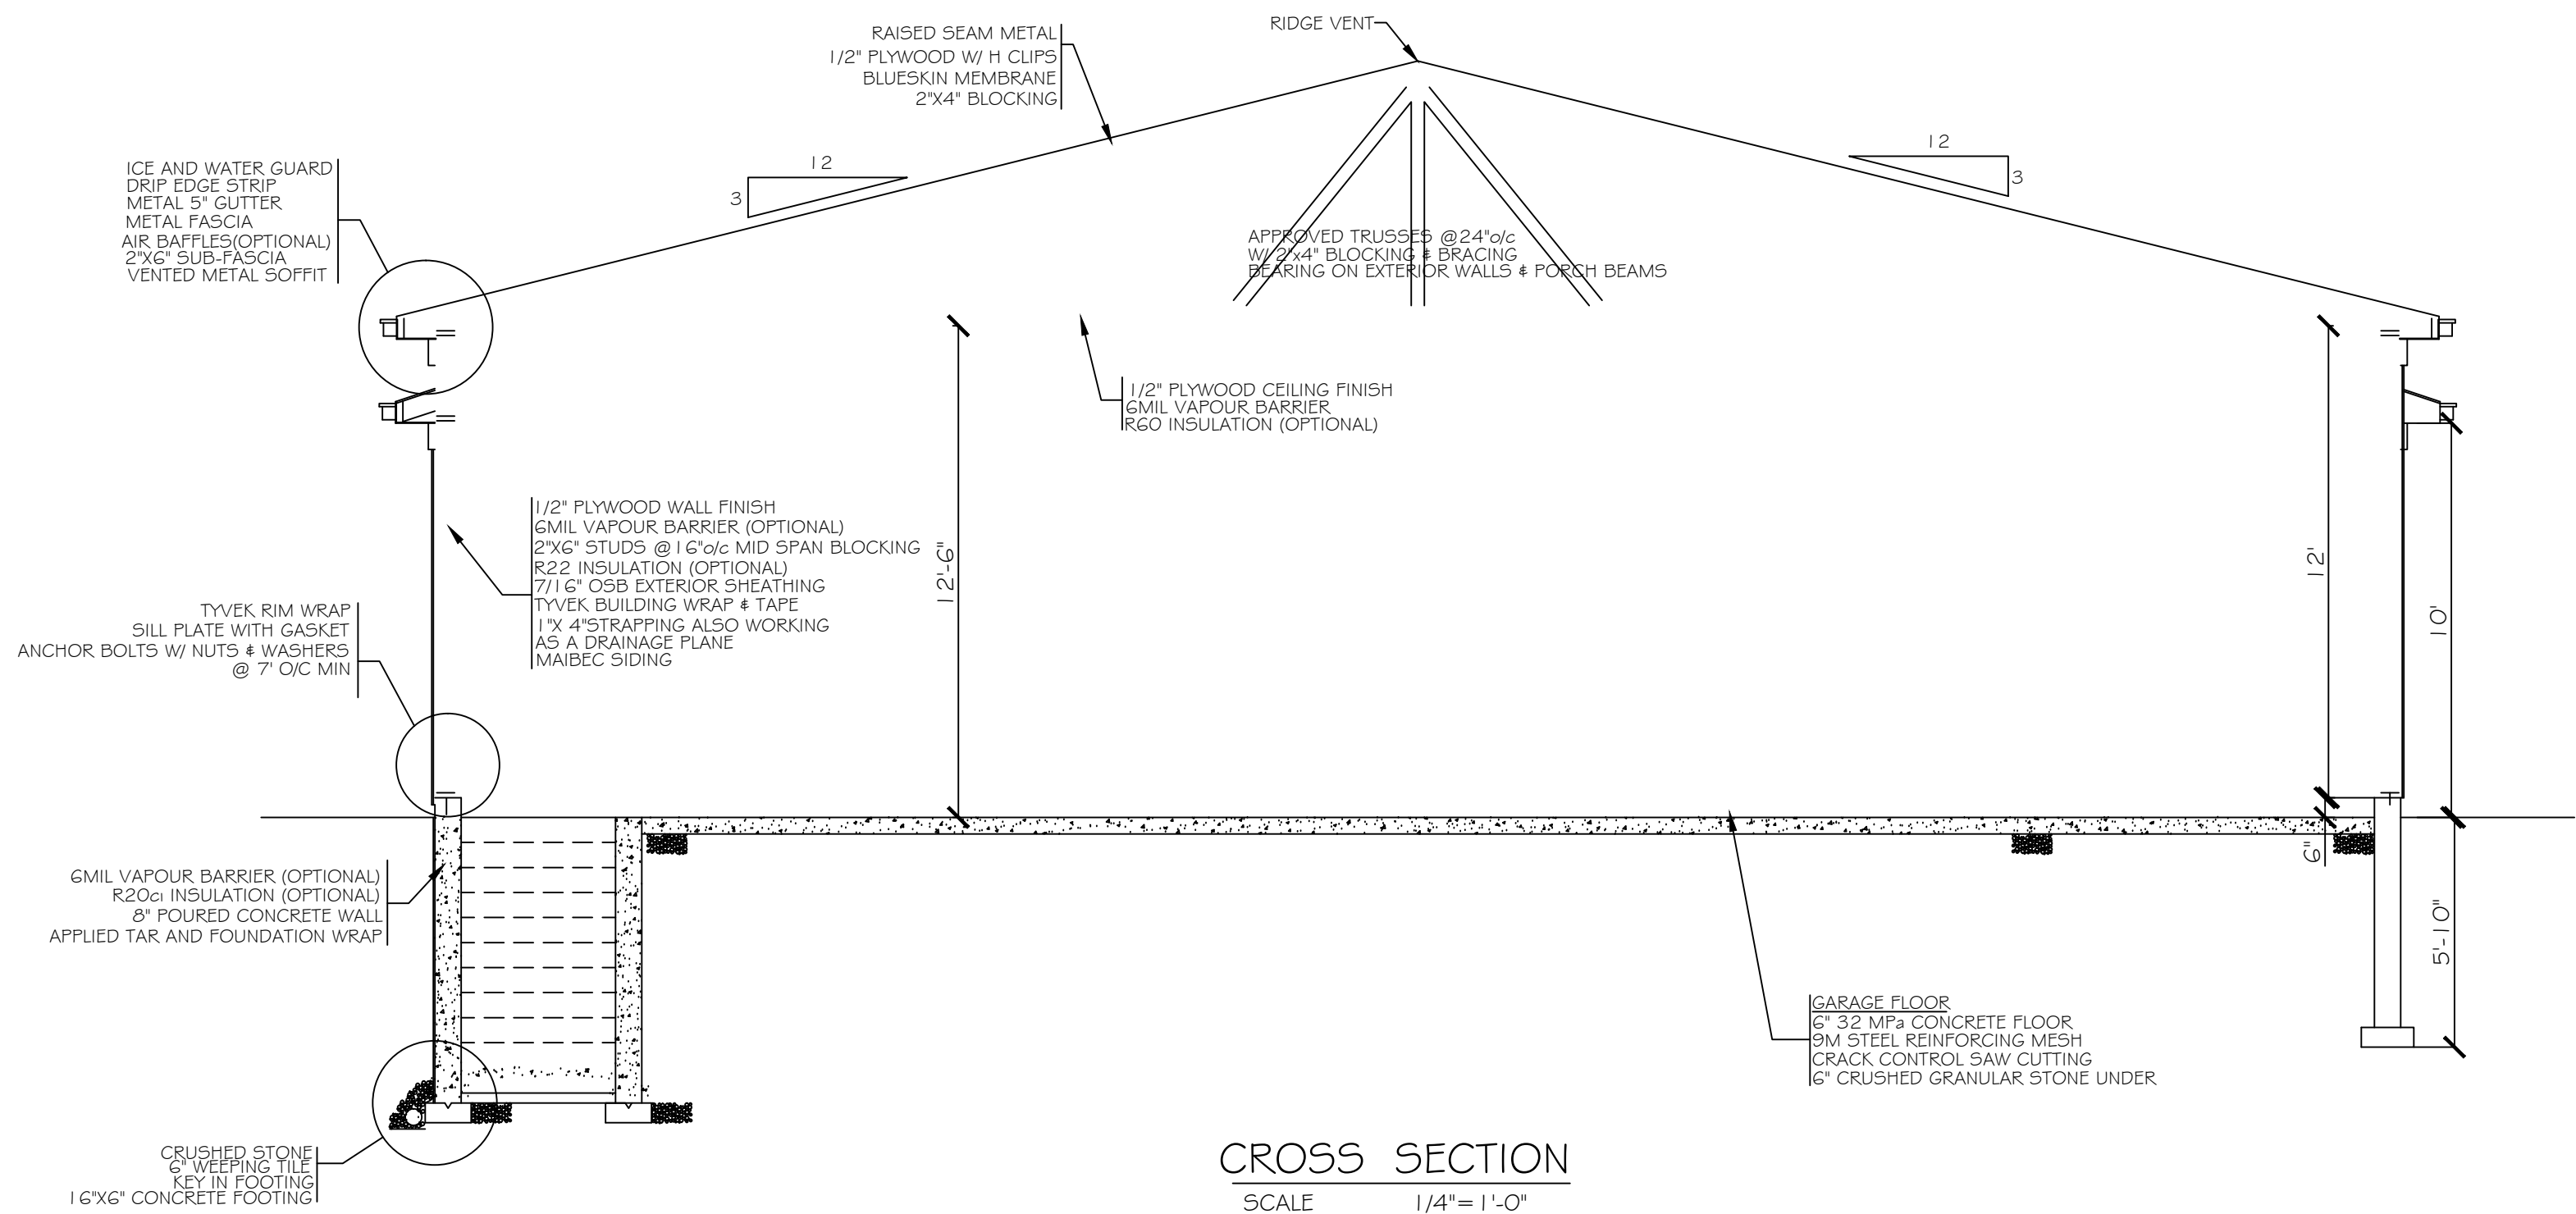 RIDGE VENT
RAISED SEAM METAL
1/2" PLYWOOD W/ H CLIPS
BLUESKIN MEMBRANE
2"X4" BLOCKING
12
3
12
3
ICE AND WATER GUARD
DRIP EDGE STRIP
METAL 5" GUTTER
METAL FASCIA
AIR BAFFLES(OPTIONAL)
2"X6" SUB-FASCIA
VENTED METAL SOFFIT
APPROVED TRUSSES @24"o/c
W/ 2"x4" BLOCKING & BRACING
BEARING ON EXTERIOR WALLS & PORCH BEAMS
1/2" PLYWOOD CEILING FINISH
6MIL VAPOUR BARRIER
R60 INSULATION (OPTIONAL)
1/2" PLYWOOD WALL FINISH
6MIL VAPOUR BARRIER (OPTIONAL)
2"X6" STUDS @16"o/c MID SPAN BLOCKING
R22 INSULATION (OPTIONAL)
7/16" OSB EXTERIOR SHEATHING
TYVEK BUILDING WRAP & TAPE
1"X 4"STRAPPING ALSO WORKING
AS A DRAINAGE PLANE
MAIBEC SIDING
12'-6"
12'
10'
TYVEK RIM WRAP
SILL PLATE WITH GASKET
ANCHOR BOLTS W/ NUTS & WASHERS
@ 7' O/C MIN
6"
5'-10"
6MIL VAPOUR BARRIER (OPTIONAL)
R20ci INSULATION (OPTIONAL)
8" POURED CONCRETE WALL
APPLIED TAR AND FOUNDATION WRAP
GARAGE FLOOR
6" 32 MPa CONCRETE FLOOR
9M STEEL REINFORCING MESH
CRACK CONTROL SAW CUTTING
6" CRUSHED GRANULAR STONE UNDER
CRUSHED STONE
6" WEEPING TILE
KEY IN FOOTING
16"X6" CONCRETE FOOTING
CROSS SECTION
SCALE 1/4"=1'-0"